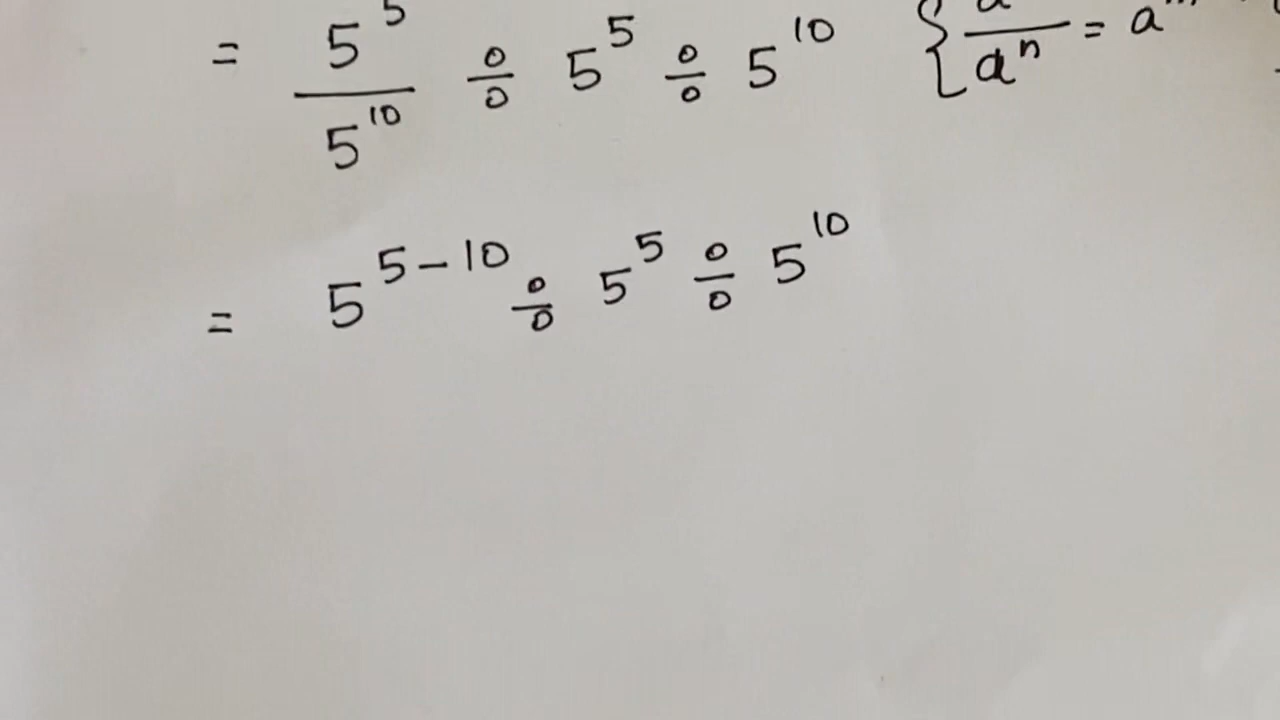 = 5^5/5^10 ÷ 5^5 ÷ 5^10 { /a^n = a
= 5^5-10 ÷ 5^5 ÷ 5^10